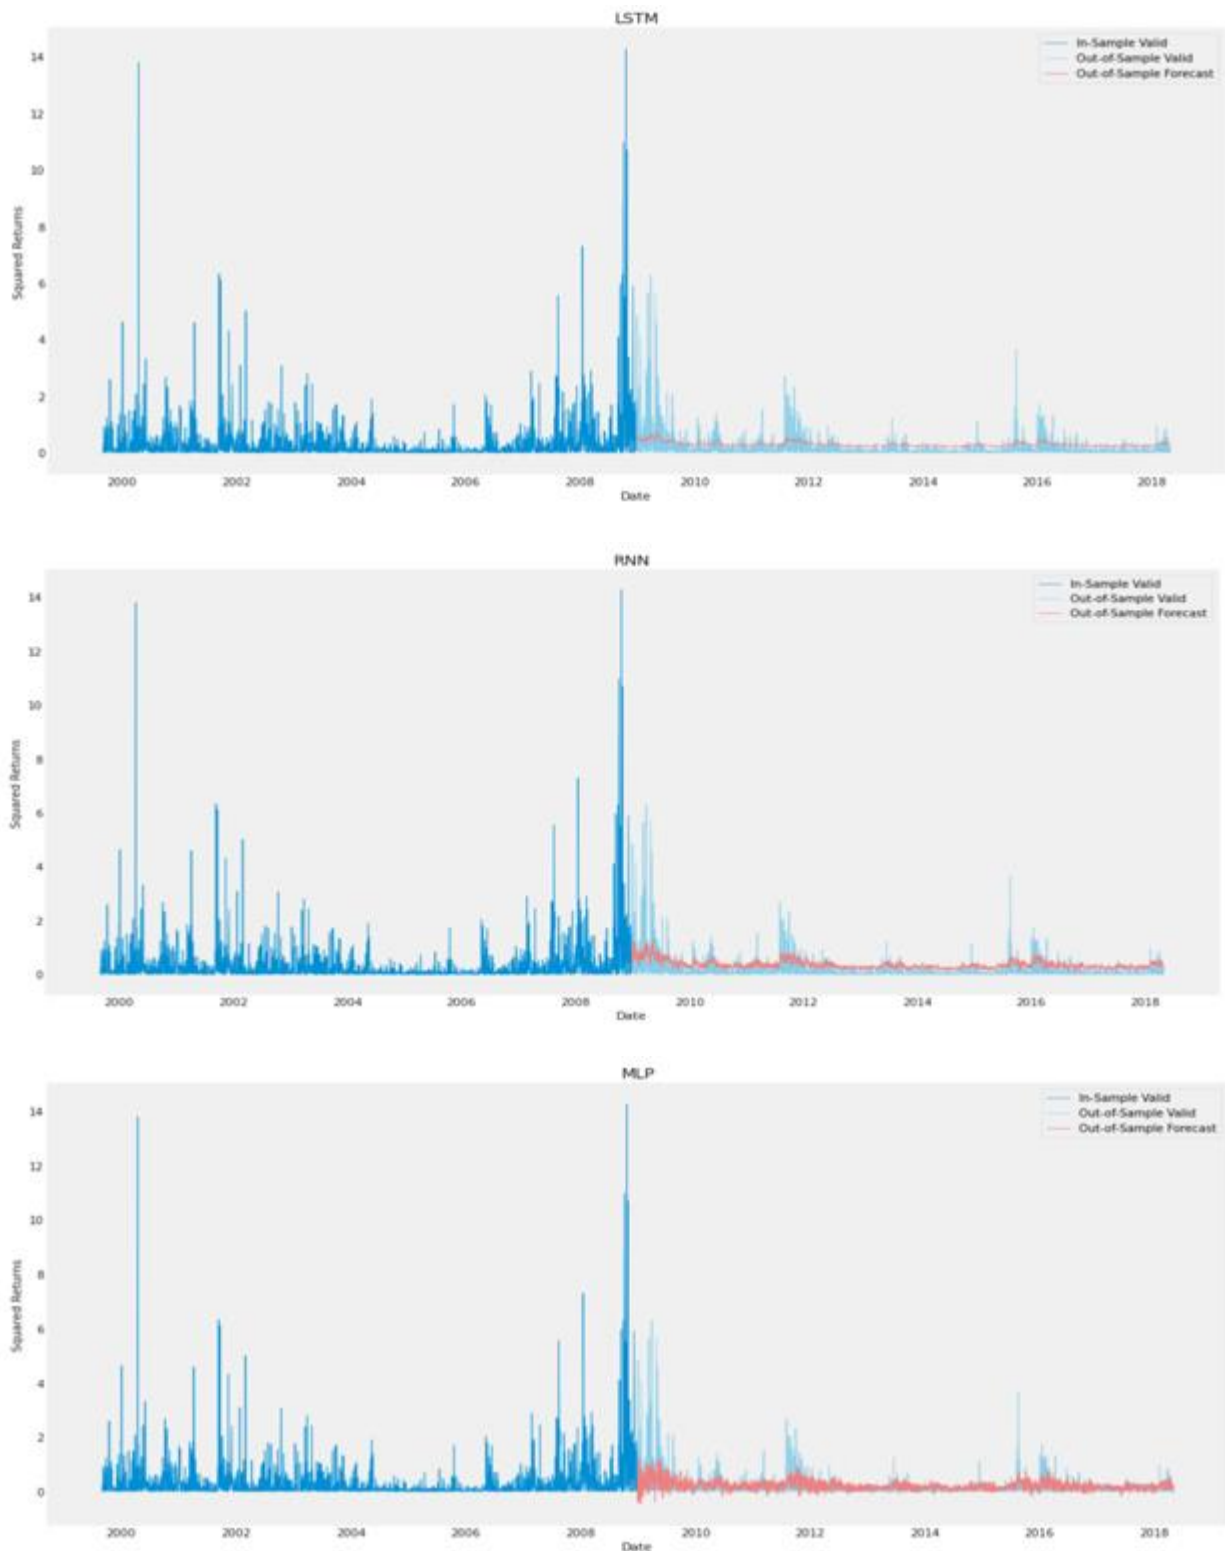 LSTM
In-Sample Valid
Out-of-Sample Valid
Out-of-Sample Forecast
14
12
10
8
6
4
2
0
Squared Returns
2000 2002 2004 2006 2008 2010 2012 2014 2016 2018
Date
RNN
In-Sample Valid
Out-of-Sample Valid
Out-of-Sample Forecast
14
12
10
8
6
4
2
0
Squared Returns
2000 2002 2004 2006 2008 2010 2012 2014 2016 2018
Date
MLP
In-Sample Valid
Out-of-Sample Valid
Out-of-Sample Forecast
14
12
10
8
6
4
2
0
Squared Returns
2000 2002 2004 2006 2008 2010 2012 2014 2016 2018
Date